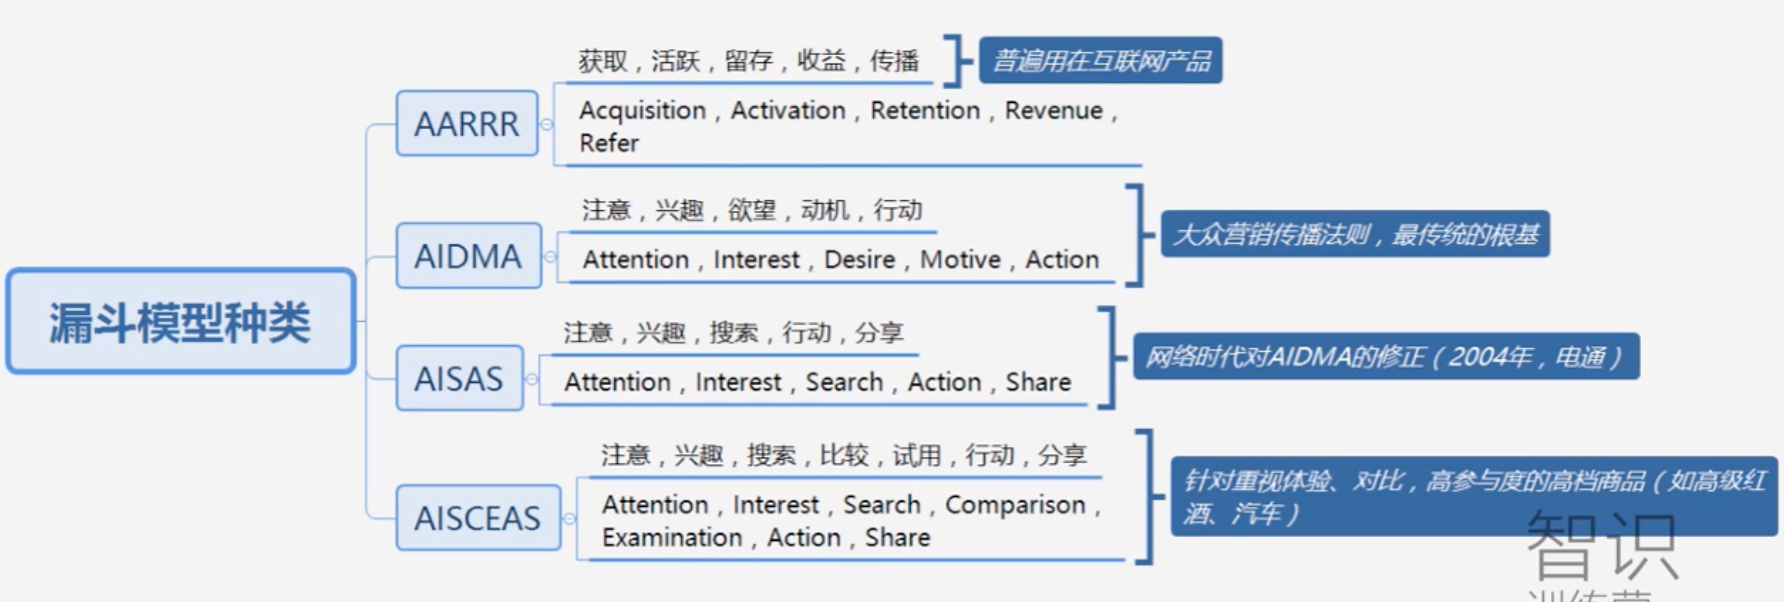 漏斗模型种类
AARRR
获取，活跃，留存，收益，传播
普遍用在互联网产品
Acquisition，Activation，Retention，Revenue，
Refer
AIDMA
注意，兴趣，欲望，动机，行动
Attention，Interest，Desire，Motive，Action
大众营销传播法则，最传统的根基
AISAS
注意，兴趣，搜索，行动，分享
Attention，Interest，Search，Action，Share
网络时代对AIDMA的修正（2004年，电通）
AISCEAS
注意，兴趣，搜索，比较，试用，行动，分享
Attention，Interest，Search，Comparison，
Examination，Action，Share
针对重视体验、对比，高参与度的高档商品（如高级红
酒、汽车）
智识
训练营